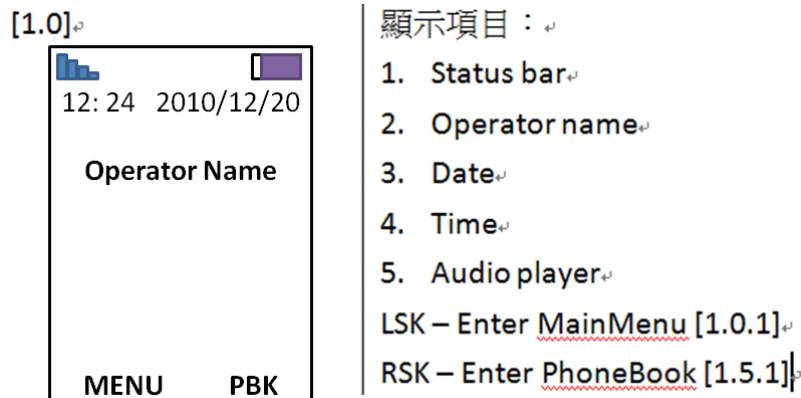 [1.0]
12: 24 2010/12/20
Operator Name
MENU PBK
顯示項目：
1. Status bar
2. Operator name
3. Date
4. Time
5. Audio player
LSK – Enter MainMenu [1.0.1]
RSK – Enter PhoneBook [1.5.1]